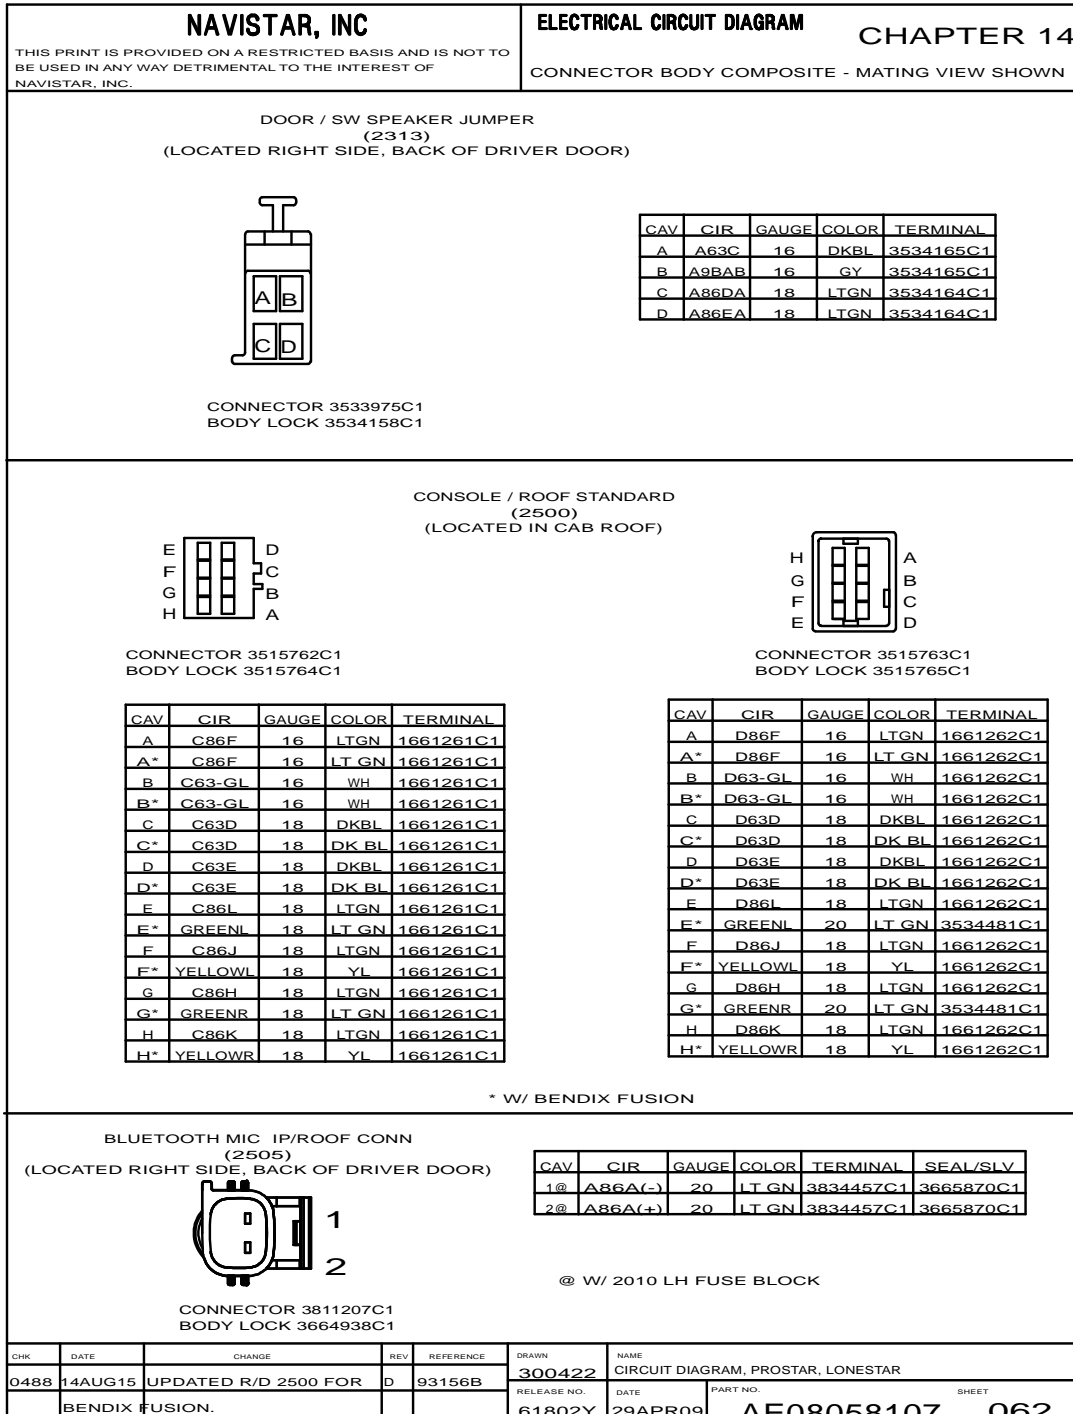 NAVISTAR, INC
THIS PRINT IS PROVIDED ON A RESTRICTED BASIS AND IS NOT TO
BE USED IN ANY WAY DETRIMENTAL TO THE INTEREST OF
NAVISTAR, INC.
ELECTRICAL CIRCUIT DIAGRAM
CHAPTER 14
CONNECTOR BODY COMPOSITE - MATING VIEW SHOWN
DOOR / SW SPEAKER JUMPER
(2313)
(LOCATED RIGHT SIDE, BACK OF DRIVER DOOR)
A B
C D
CONNECTOR 3533975C1
BODY LOCK 3534158C1
CAV CIR GAUGE COLOR TERMINAL
A A63C 16 DKBL 3534165C1
B A9BAB 16 GY 3534165C1
C A86DA 18 LTGN 3534164C1
D A86EA 18 LTGN 3534164C1
CONSOLE / ROOF STANDARD
(2500)
(LOCATED IN CAB ROOF)
E D
F C
G B
H A
CONNECTOR 3515762C1
BODY LOCK 3515764C1
CAV CIR GAUGE COLOR TERMINAL
A C86F 16 LTGN 1661261C1
A* C86F 16 LT GN 1661261C1
B C63-GL 16 WH 1661261C1
B* C63-GL 16 WH 1661261C1
C C63D 18 DKBL 1661261C1
C* C63D 18 DK BL 1661261C1
D C63E 18 DKBL 1661261C1
D* C63E 18 DK BL 1661261C1
E C86L 18 LTGN 1661261C1
E* GREENL 18 LT GN 1661261C1
F C86J 18 LTGN 1661261C1
F* YELLOWL 18 YL 1661261C1
G C86H 18 LTGN 1661261C1
G* GREENR 18 LT GN 1661261C1
H C86K 18 LTGN 1661261C1
H* YELLOWR 18 YL 1661261C1
H A
G B
F C
E D
CONNECTOR 3515763C1
BODY LOCK 3515765C1
CAV CIR GAUGE COLOR TERMINAL
A D86F 16 LTGN 1661262C1
A* D86F 16 LT GN 1661262C1
B D63-GL 16 WH 1661262C1
B* D63-GL 16 WH 1661262C1
C D63D 18 DKBL 1661262C1
C* D63D 18 DK BL 1661262C1
D D63E 18 DKBL 1661262C1
D* D63E 18 DK BL 1661262C1
E D86L 18 LTGN 1661262C1
E* GREENL 20 LT GN 3534481C1
F D86J 18 LTGN 1661262C1
F* YELLOWL 18 YL 1661262C1
G D86H 18 LTGN 1661262C1
G* GREENR 20 LT GN 3534481C1
H D86K 18 LTGN 1661262C1
H* YELLOWR 18 YL 1661262C1
* W/ BENDIX FUSION
BLUETOOTH MIC IP/ROOF CONN
(2505)
(LOCATED RIGHT SIDE, BACK OF DRIVER DOOR)
1
2
CONNECTOR 3811207C1
BODY LOCK 3664938C1
CAV CIR GAUGE COLOR TERMINAL SEAL/SLV
1@ A86A(-) 20 LT GN 3834457C1 3665870C1
2@ A86A(+) 20 LT GN 3834457C1 3665870C1
@ W/ 2010 LH FUSE BLOCK
CHK DATE CHANGE REV REFERENCE
0488 14AUG15 UPDATED R/D 2500 FOR D 93156B
BENDIX FUSION.
DRAWN
300422
NAME
CIRCUIT DIAGRAM, PROSTAR, LONESTAR
RELEASE NO.
61802Y
DATE
29APR09
PART NO.
AE08058107
SHEET
062